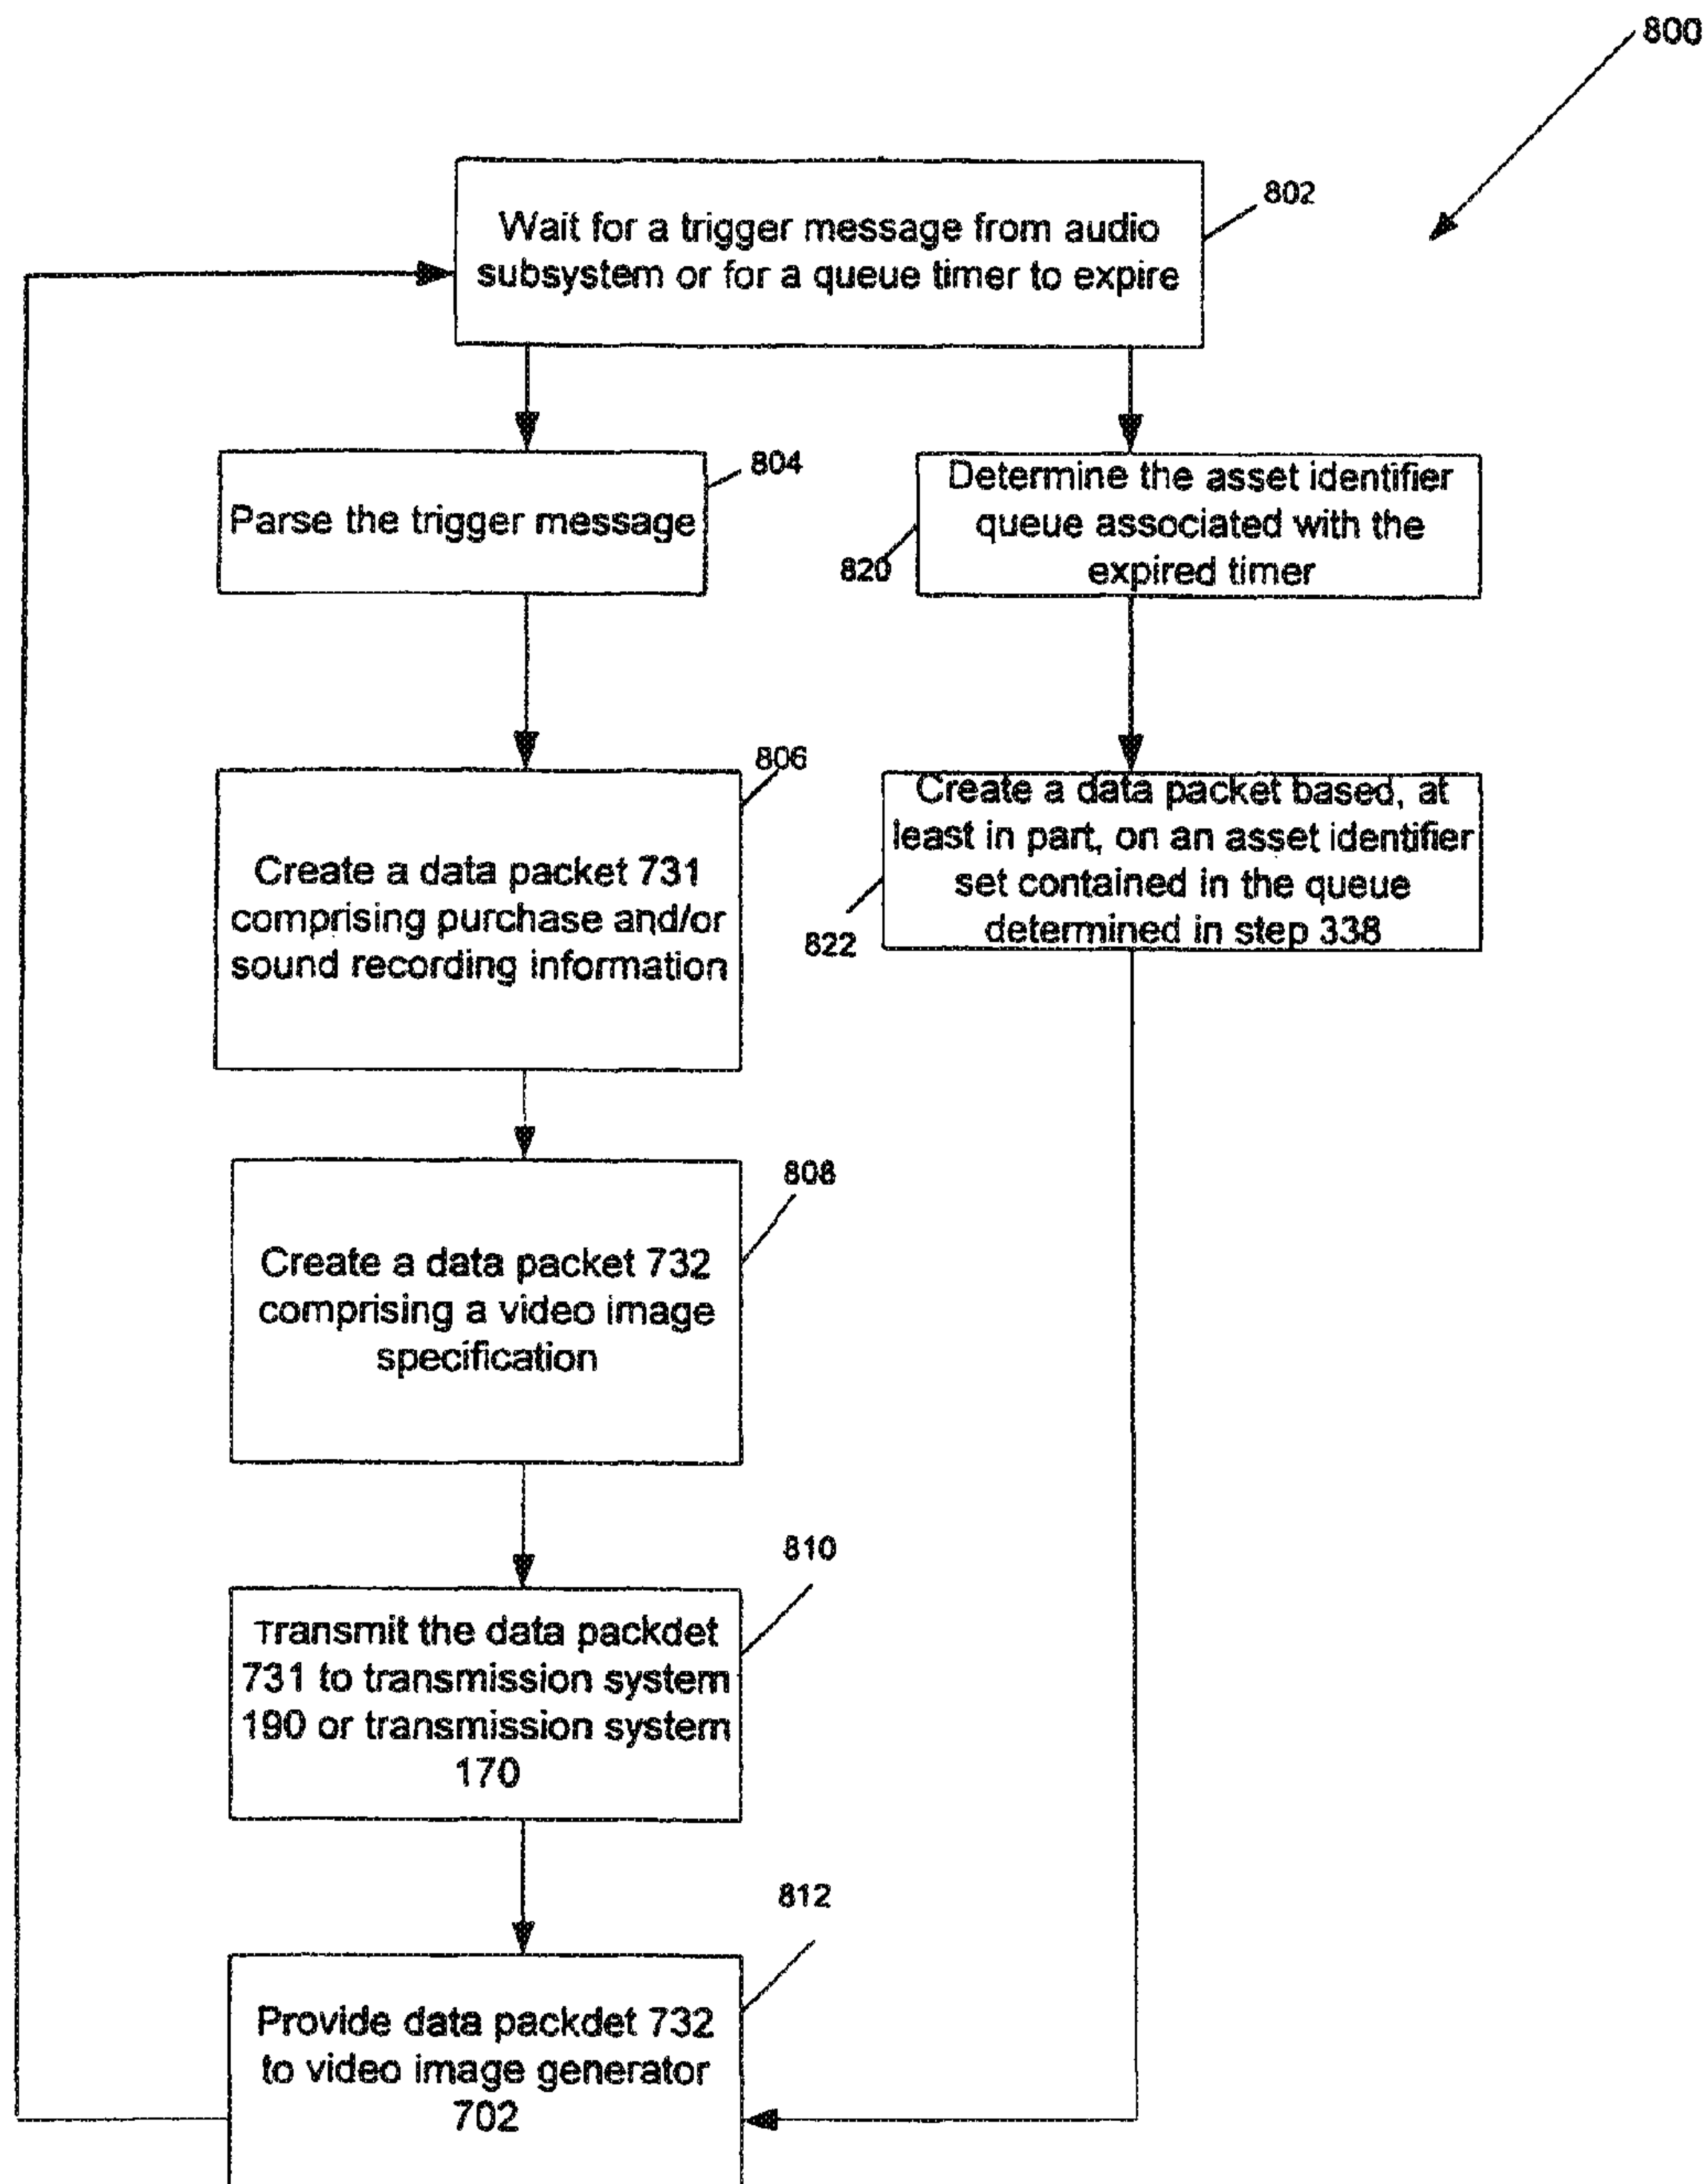 800
Wait for a trigger message from audio
subsystem or for a queue timer to expire
802
Parse the trigger message
804
Determine the asset identifier
queue associated with the
expired timer
820
Create a data packet 731
comprising purchase and/or
sound recording information
806
Create a data packet based, at
least in part, on an asset identifier
set contained in the queue
determined in step 338
822
Create a data packet 732
comprising a video image
specification
808
Transmit the data packdet
731 to transmission system
190 or transmission system
170
810
Provide data packdet 732
to video image generator
702
812